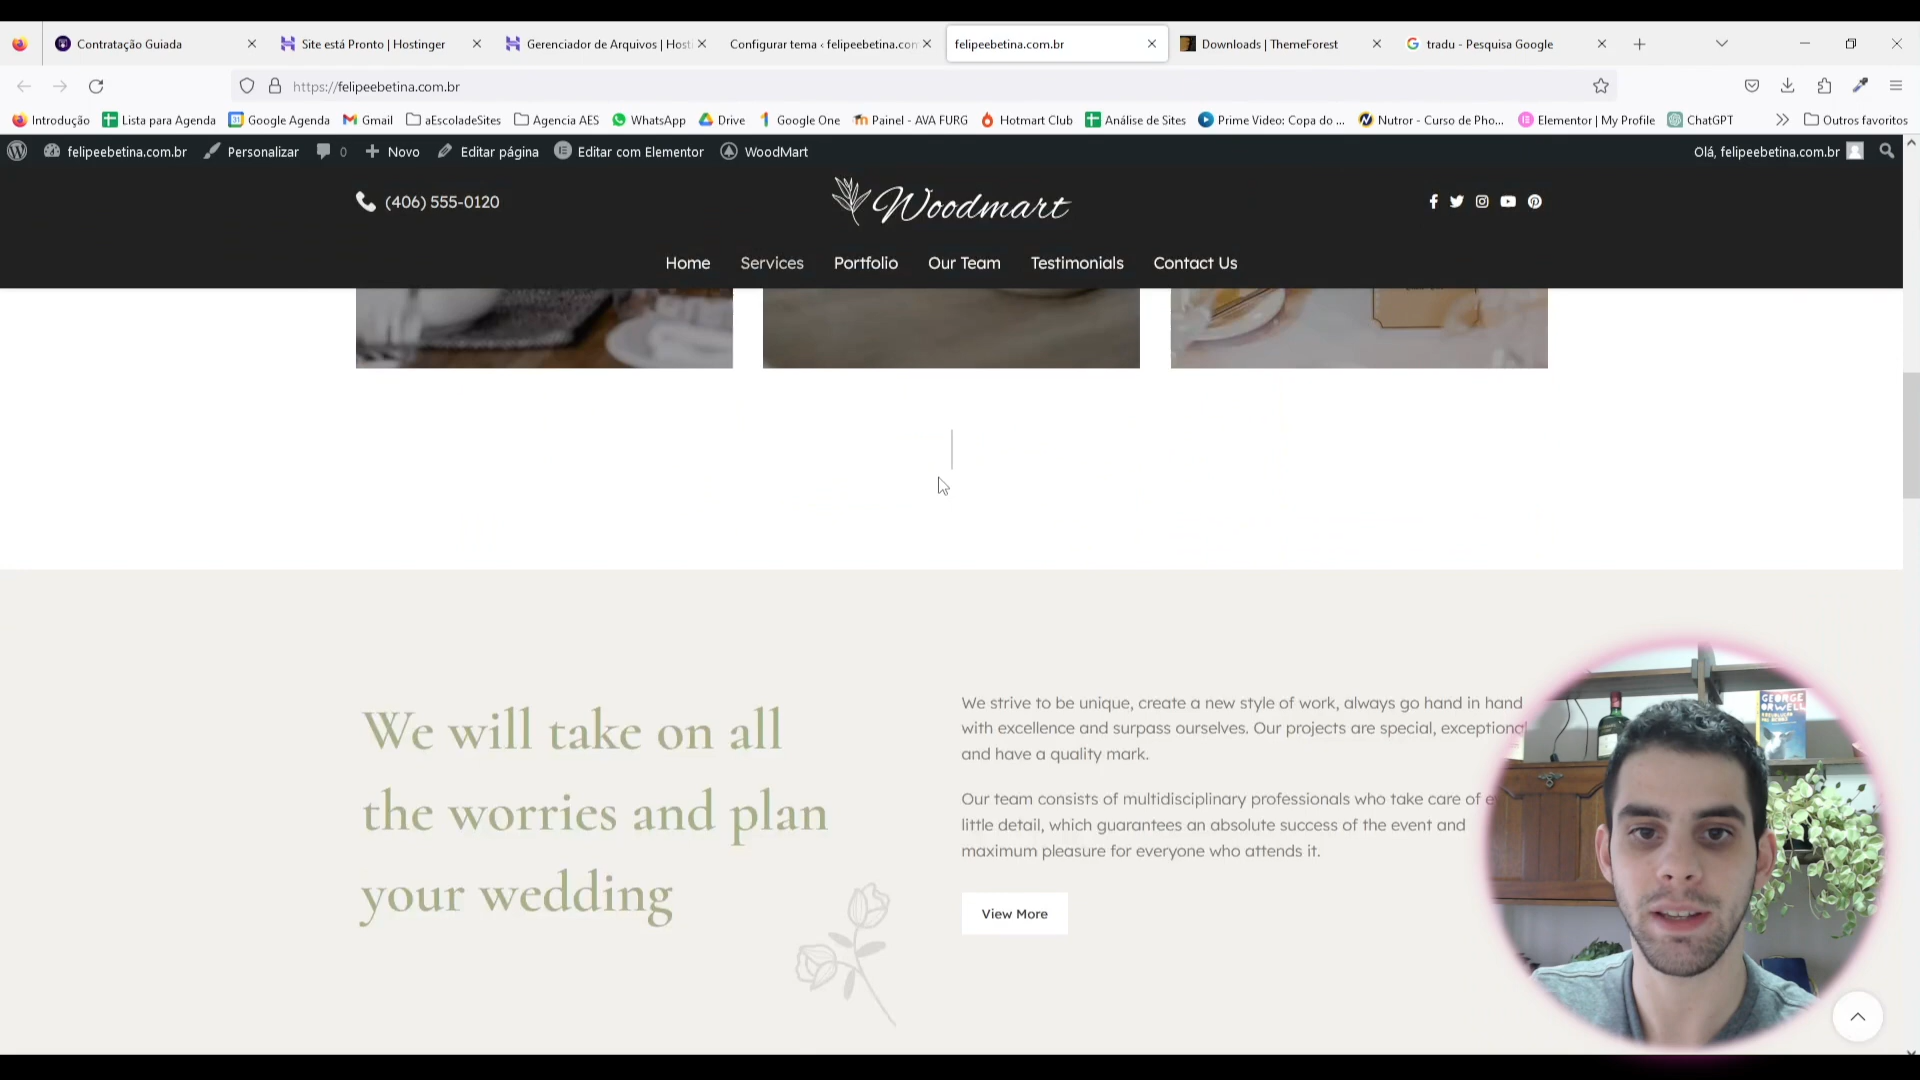 Contratação Guiada
Site está Pronto | Hostinger
Gerenciador de Arquivos | Host
Configurar tema ‹ felipeebetina.com
felipeebetina.com.br
Downloads | ThemeForest
tradu - Pesquisa Google
https://felipeebetina.com.br
Introdução
Lista para Agenda
Google Agenda
Gmail
aEscoladeSites
Agencia AES
WhatsApp
Drive
Google One
Painel - AVA FURG
Hotmart Club
Análise de Sites
Prime Video: Copa do ...
Nutror - Curso de Pho...
Elementor | My Profile
ChatGPT
Outros favoritos
felipeebetina.com.br
Personalizar
0
Novo
Editar página
Editar com Elementor
WoodMart
Olá, felipeebetina.com.br
(406) 555-0120
Woodmart
Home
Services
Portfolio
Our Team
Testimonials
Contact Us
We will take on all
the worries and plan
your wedding
We strive to be unique, create a new style of work, always go hand in hand
with excellence and surpass ourselves. Our projects are special, exceptional
and have a quality mark.
Our team consists of multidisciplinary professionals who take care of
little detail, which guarantees an absolute success of the event and
maximum pleasure for everyone who attends it.
View More
GEORGE
ORWELL